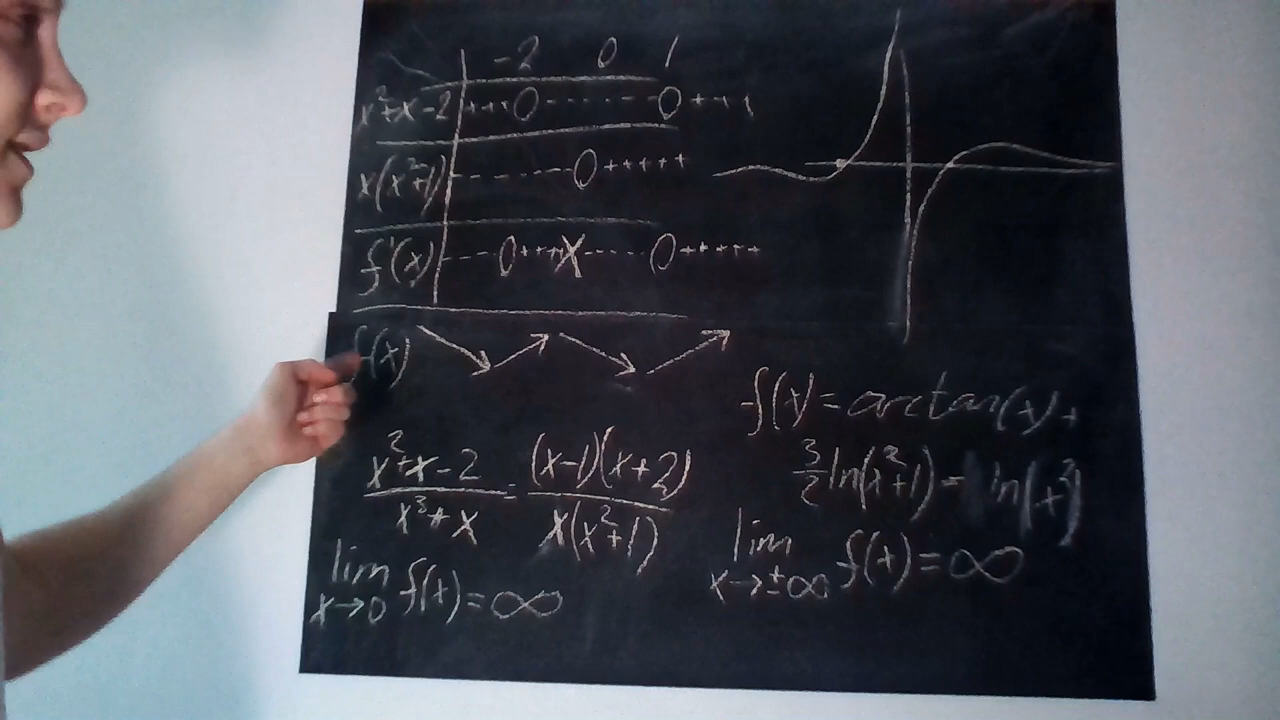 -2 0 1
x²+x-2 +++0-------0++++
x(x²+1) --------0++++++
f'(x) ---0+++X-----0+++++
f(x) ↘ ↗ ↘ ↗
f(x)=arctan(x)+
3/2 ln(x²+1)- ln(x²)
(x²+x-2)/(x³+x) = ((x-1)(x+2))/(x(x²+1))
lim x→0 f(x)=∞
lim x→±∞ f(x)=∞